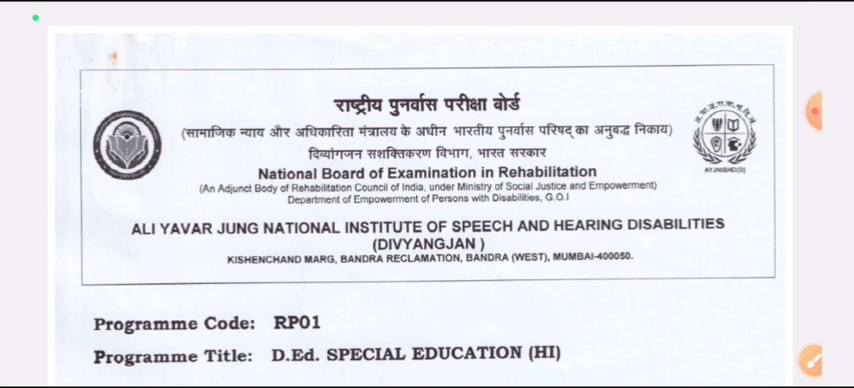 राष्ट्रीय पुनर्वास परीक्षा बोर्ड
(सामाजिक न्याय और अधिकारिता मंत्रालय के अधीन भारतीय पुनर्वास परिषद् का अनुबद्ध निकाय)
दिव्यांगजन सशक्तिकरण विभाग, भारत सरकार
National Board of Examination in Rehabilitation
(An Adjunct Body of Rehabilitation Council of India, under Ministry of Social Justice and Empowerment)
Department of Empowerment of Persons with Disabilities, G.O.I
AYJNISHD(D)
ALI YAVAR JUNG NATIONAL INSTITUTE OF SPEECH AND HEARING DISABILITIES
(DIVYANGJAN )
KISHENCHAND MARG, BANDRA RECLAMATION, BANDRA (WEST), MUMBAI-400050.
Programme Code: RP01
Programme Title: D.Ed. SPECIAL EDUCATION (HI)